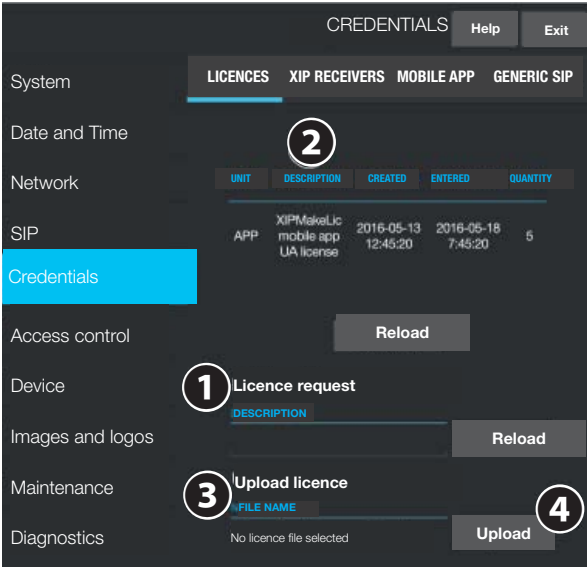 CREDENTIALS Help Exit
LICENCES XIP RECEIVERS MOBILE APP GENERIC SIP
System
Date and Time
Network
SIP
Credentials
Access control
Device
Images and logos
Maintenance
Diagnostics
2
UNIT DESCRIPTION CREATED ENTERED QUANTITY
APP XIPMakeLic mobile app UA license 2016-05-13 12:45:20 2016-05-18 7:45:20 5
Reload
1 Licence request
DESCRIPTION
Reload
3 Upload licence
FILE NAME
4
No licence file selected Upload